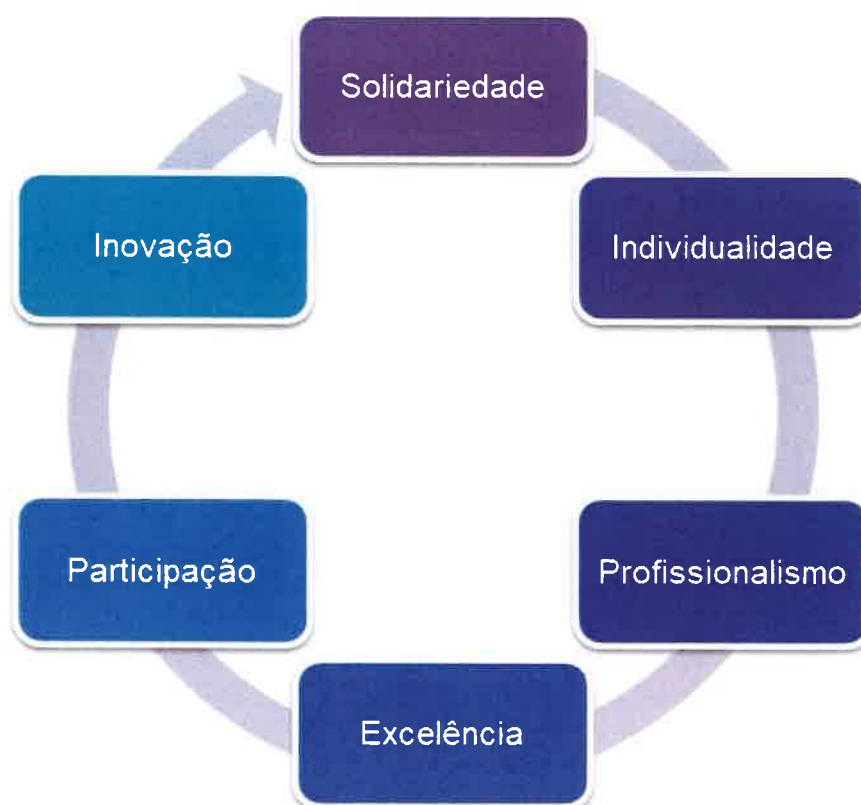 Solidariedade
Individualidade
Profissionalismo
Excelência
Participação
Inovação